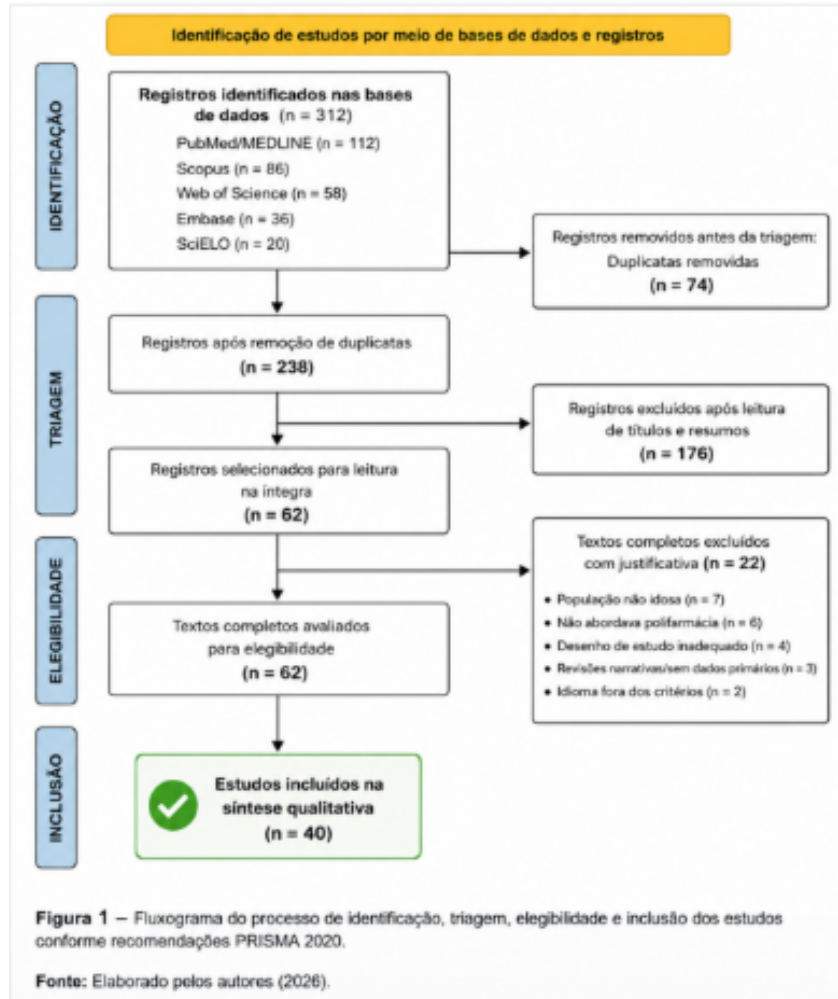 Identificação de estudos por meio de bases de dados e registros
IDENTIFICAÇÃO
Registros identificados nas bases
de dados (n = 312)
PubMed/MEDLINE (n = 112)
Scopus (n = 86)
Web of Science (n = 58)
Embase (n = 36)
SciELO (n = 20)
Registros removidos antes da triagem:
Duplicatas removidas
(n = 74)
TRIAGEM
Registros após remoção de duplicatas
(n = 238)
Registros excluídos após leitura
de títulos e resumos
(n = 176)
Registros selecionados para leitura
na íntegra
(n = 62)
ELEGIBILIDADE
Textos completos excluídos
com justificativa (n = 22)
• População não idosa (n = 7)
• Não abordava polifarmácia (n = 6)
• Desenho de estudo inadequado (n = 4)
• Revisões narrativas/sem dados primários (n = 3)
• Idioma fora dos critérios (n = 2)
Textos completos avaliados
para elegibilidade
(n = 62)
INCLUSÃO
Estudos incluídos na
síntese qualitativa
(n = 40)
Figura 1 – Fluxograma do processo de identificação, triagem, elegibilidade e inclusão dos estudos
conforme recomendações PRISMA 2020.
Fonte: Elaborado pelos autores (2026).